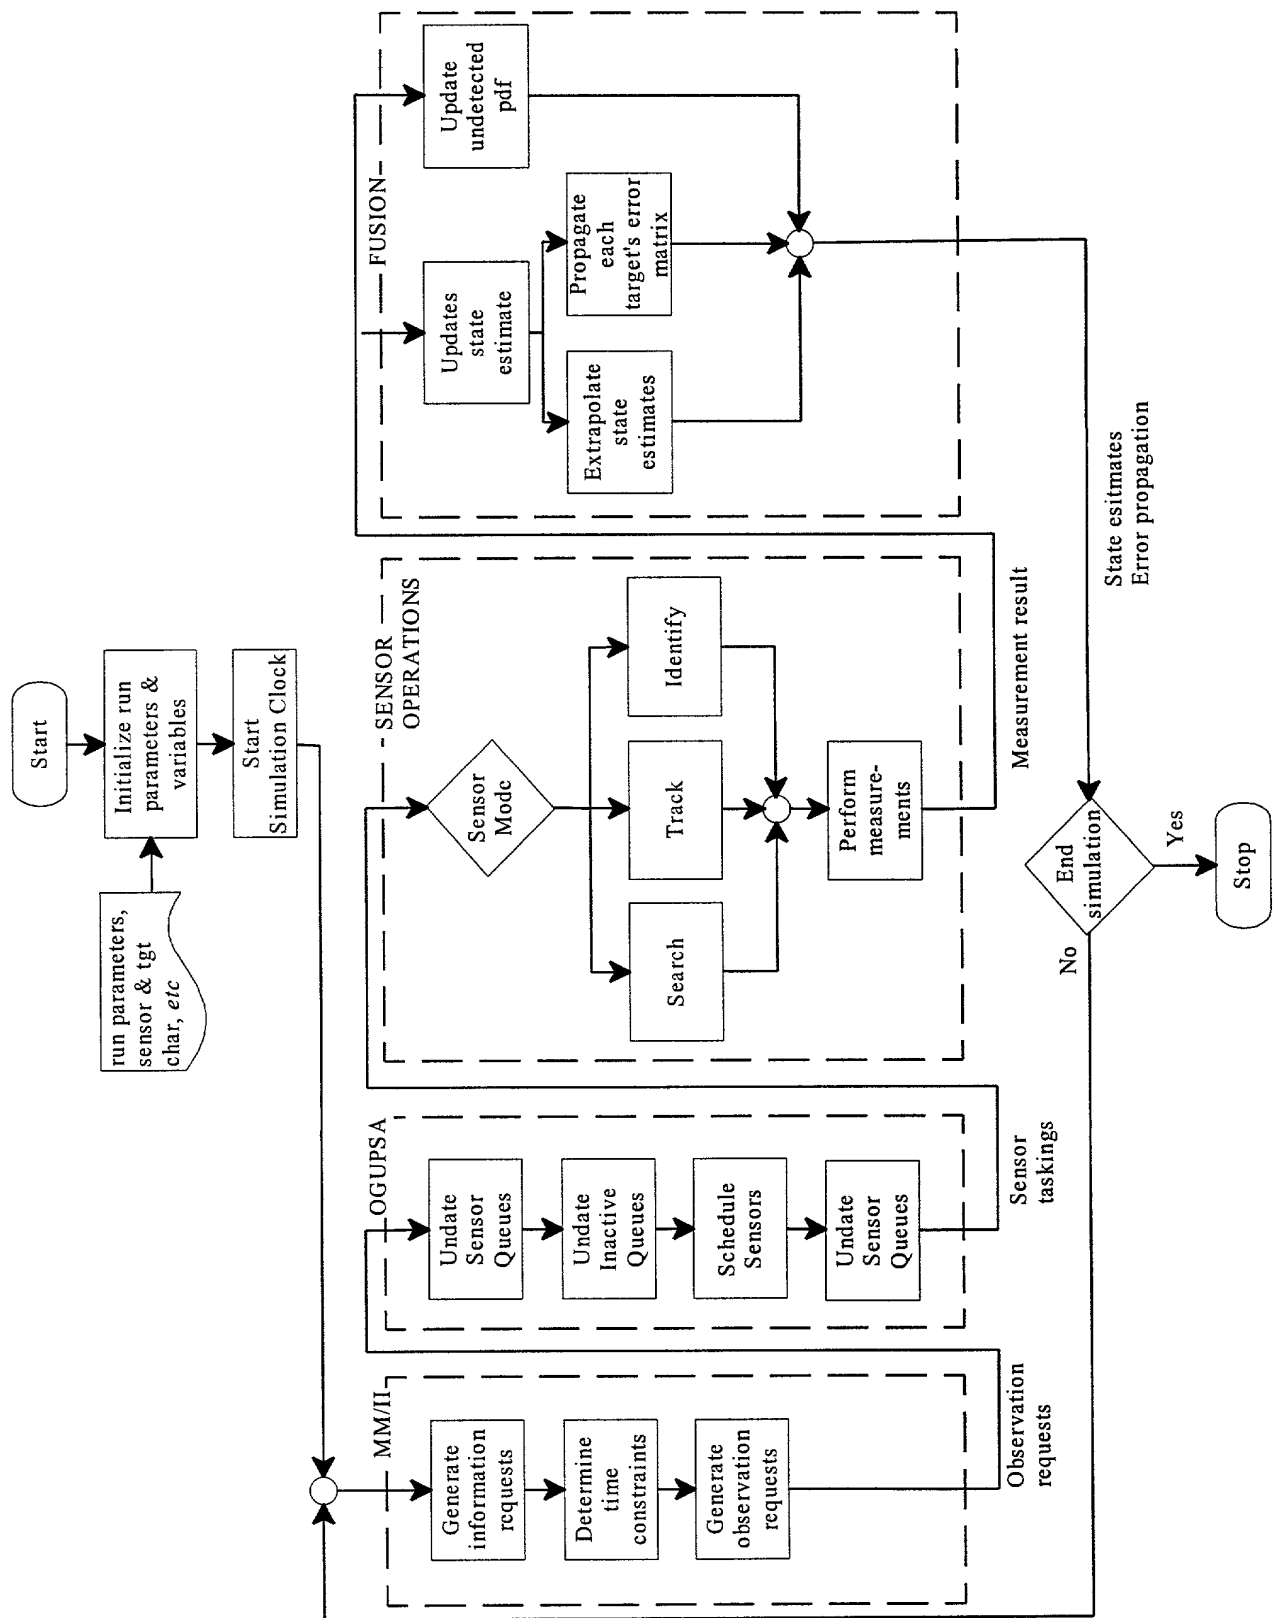 Start
run parameters,
sensor & tgt
char, etc
Initialize run
parameters &
variables
Start
Simulation Clock
MM/II
Generate
information
requests
Determine
time
constraints
Generate
observation
requests
Observation
requests
OGUPSA
Undate
Sensor
Queues
Update
Inactive
Queues
Schedule
Sensors
Undate
Sensor
Queues
Sensor
taskings
SENSOR
OPERATIONS
Sensor
Mode
Search
Track
Identify
Perform
measure-
ments
Measurement result
FUSION
Updates
state
estimate
Update
undetected
pdf
Extrapolate
state
estimates
Propagate
each
target's error
matrix
State esitmates
Error propagation
End
simulation
No
Yes
Stop